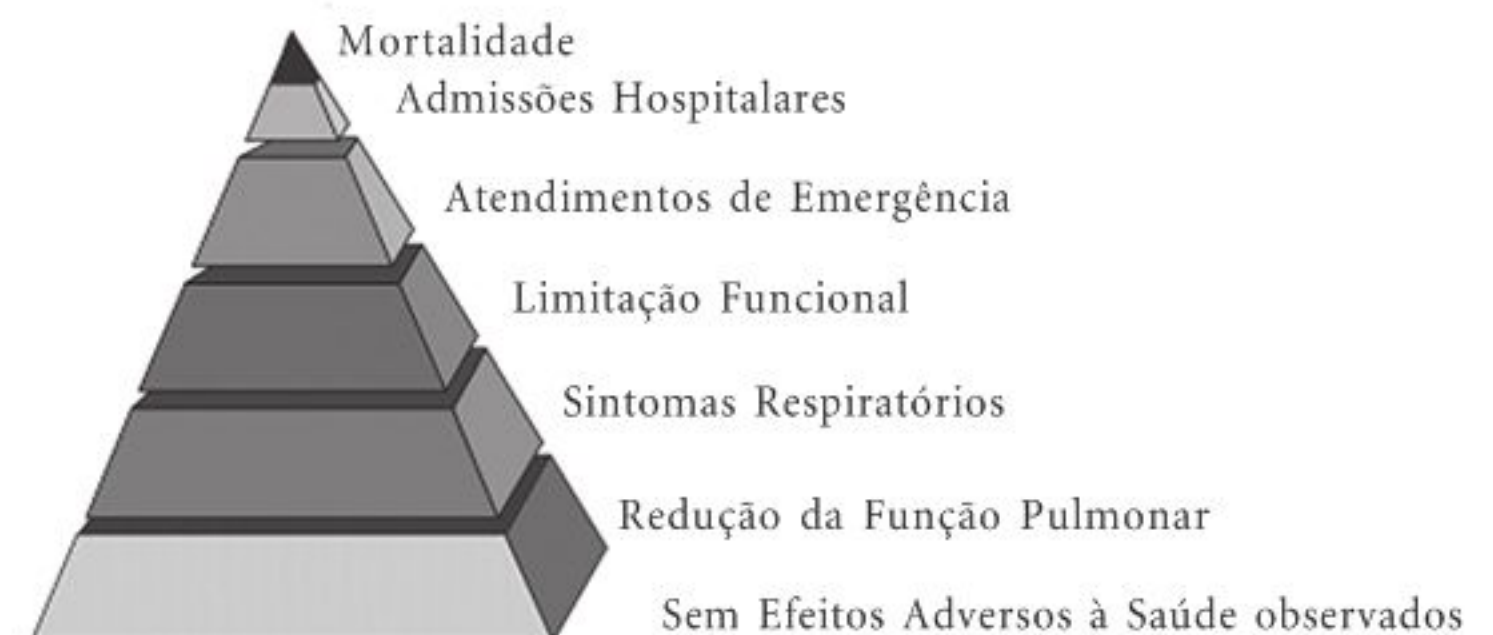 Mortalidade
Admissões Hospitalares
Atendimentos de Emergência
Limitação Funcional
Sintomas Respiratórios
Redução da Função Pulmonar
Sem Efeitos Adversos à Saúde observados